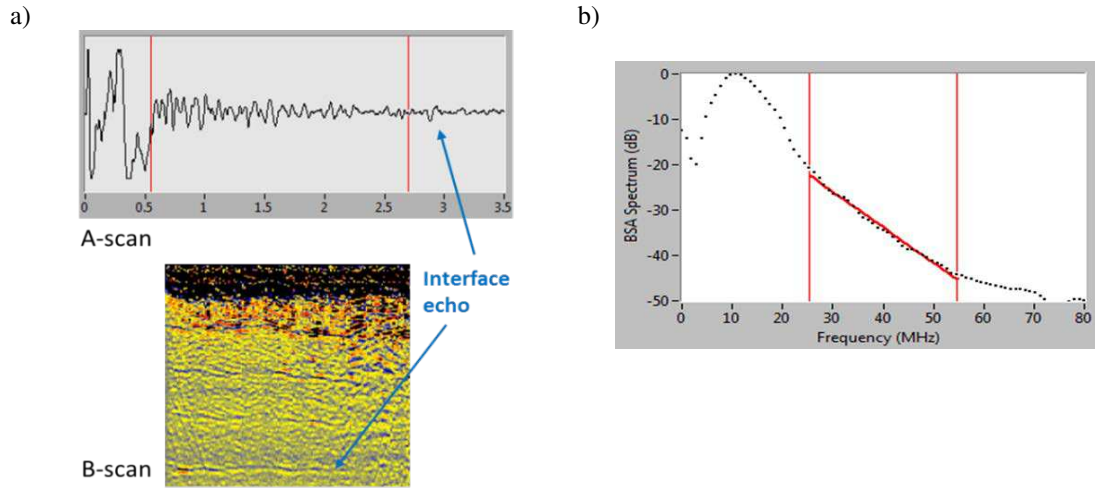 a)
0 0.5 1 1.5 2 2.5 3 3.5
A-scan
Interface
echo
B-scan
b)
BSA Spectrum (dB)
0
-10
-20
-30
-40
-50
0 10 20 30 40 50 60 70 80
Frequency (MHz)